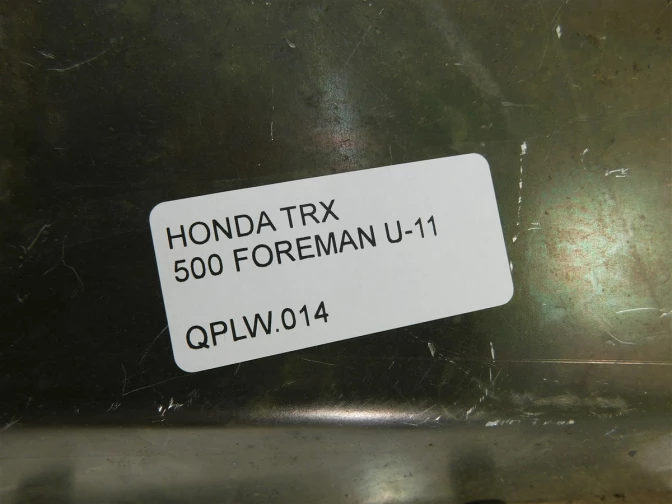 HONDA TRX
500 FOREMAN U-11
QPLW.014